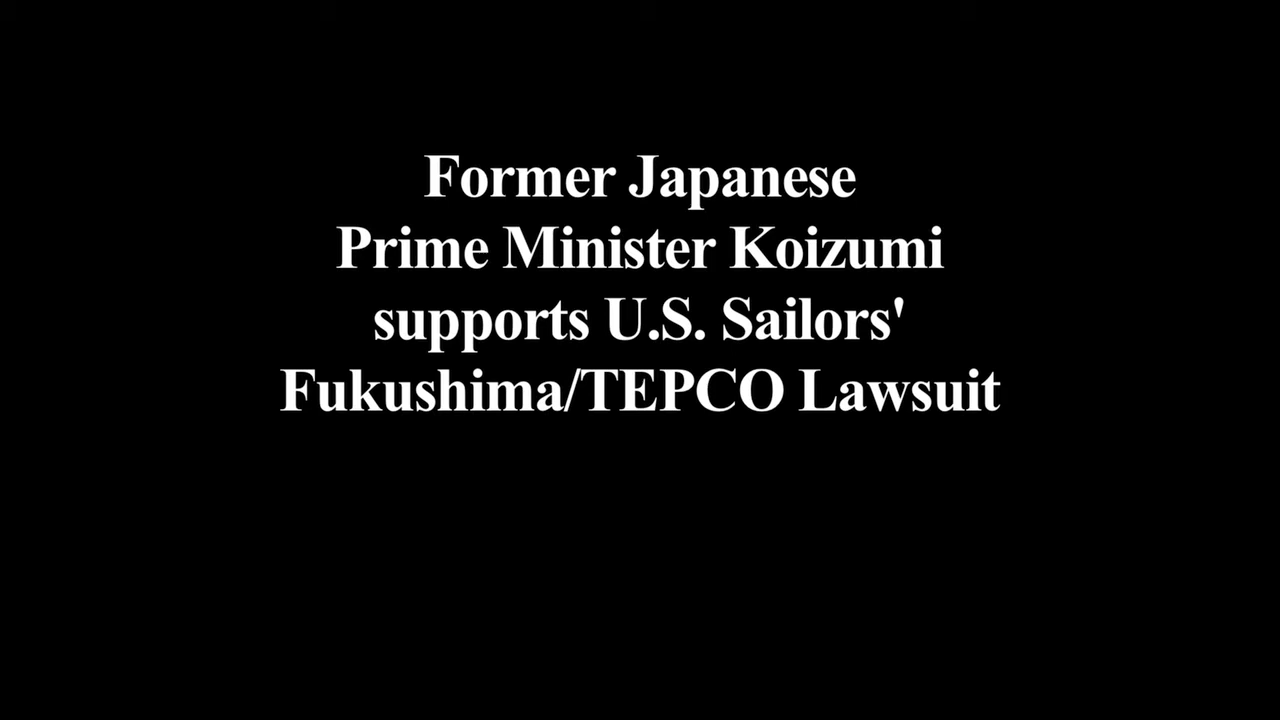 Former Japanese
Prime Minister Koizumi
supports U.S. Sailors'
Fukushima/TEPCO Lawsuit